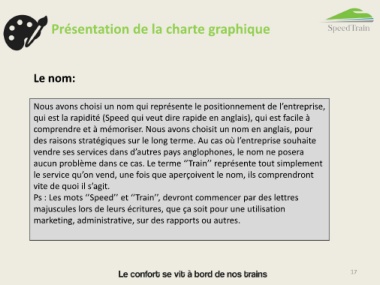 Présentation de la charte graphique
SpeedTrain
Le nom:
Nous avons choisi un nom qui représente le positionnement de l'entreprise,
qui est la rapidité (Speed qui veut dire rapide en anglais), qui est facile à
comprendre et à mémoriser. Nous avons choisit un nom en anglais, pour
des raisons stratégiques sur le long terme. Au cas où l'entreprise souhaite
vendre ses services dans d'autres pays anglophones, le nom ne posera
aucun problème dans ce cas. Le terme ‘’Train’’ représente tout simplement
le service qu'on vend, une fois que aperçoivent le nom, ils comprendront
vite de quoi il s'agit.
Ps : Les mots ‘’Speed’’ et ‘’Train’’, devront commencer par des lettres
majuscules lors de leurs écritures, que ça soit pour une utilisation
marketing, administrative, sur des rapports ou autres.
Le confort se vit à bord de nos trains
17